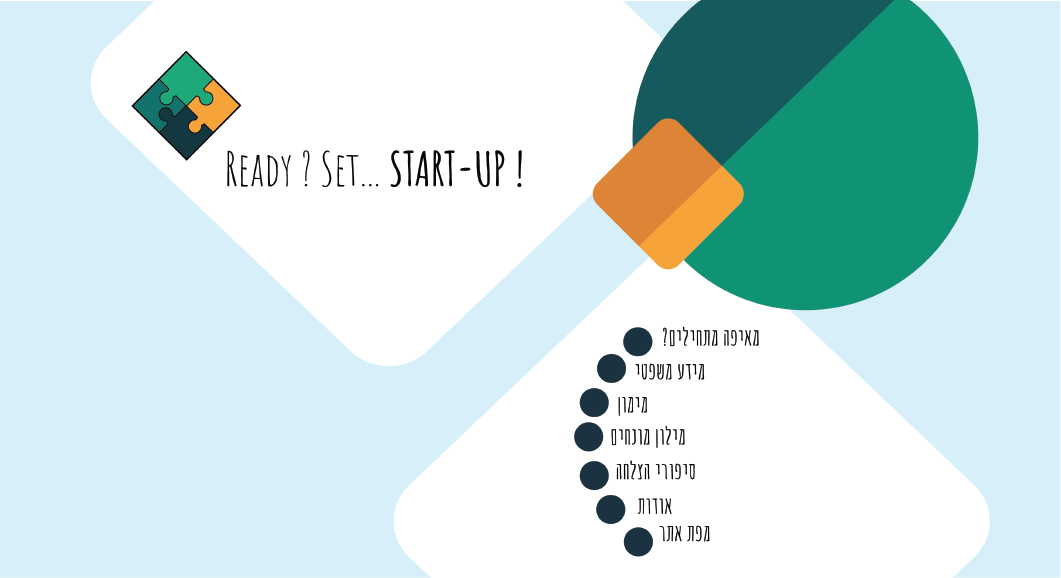 READY ? SET... START-UP !
מאיפה מתחילים?
מידע משפטי
מימון
מילון מונחים
סיפורי הצלחה
אודות
מפת אתר